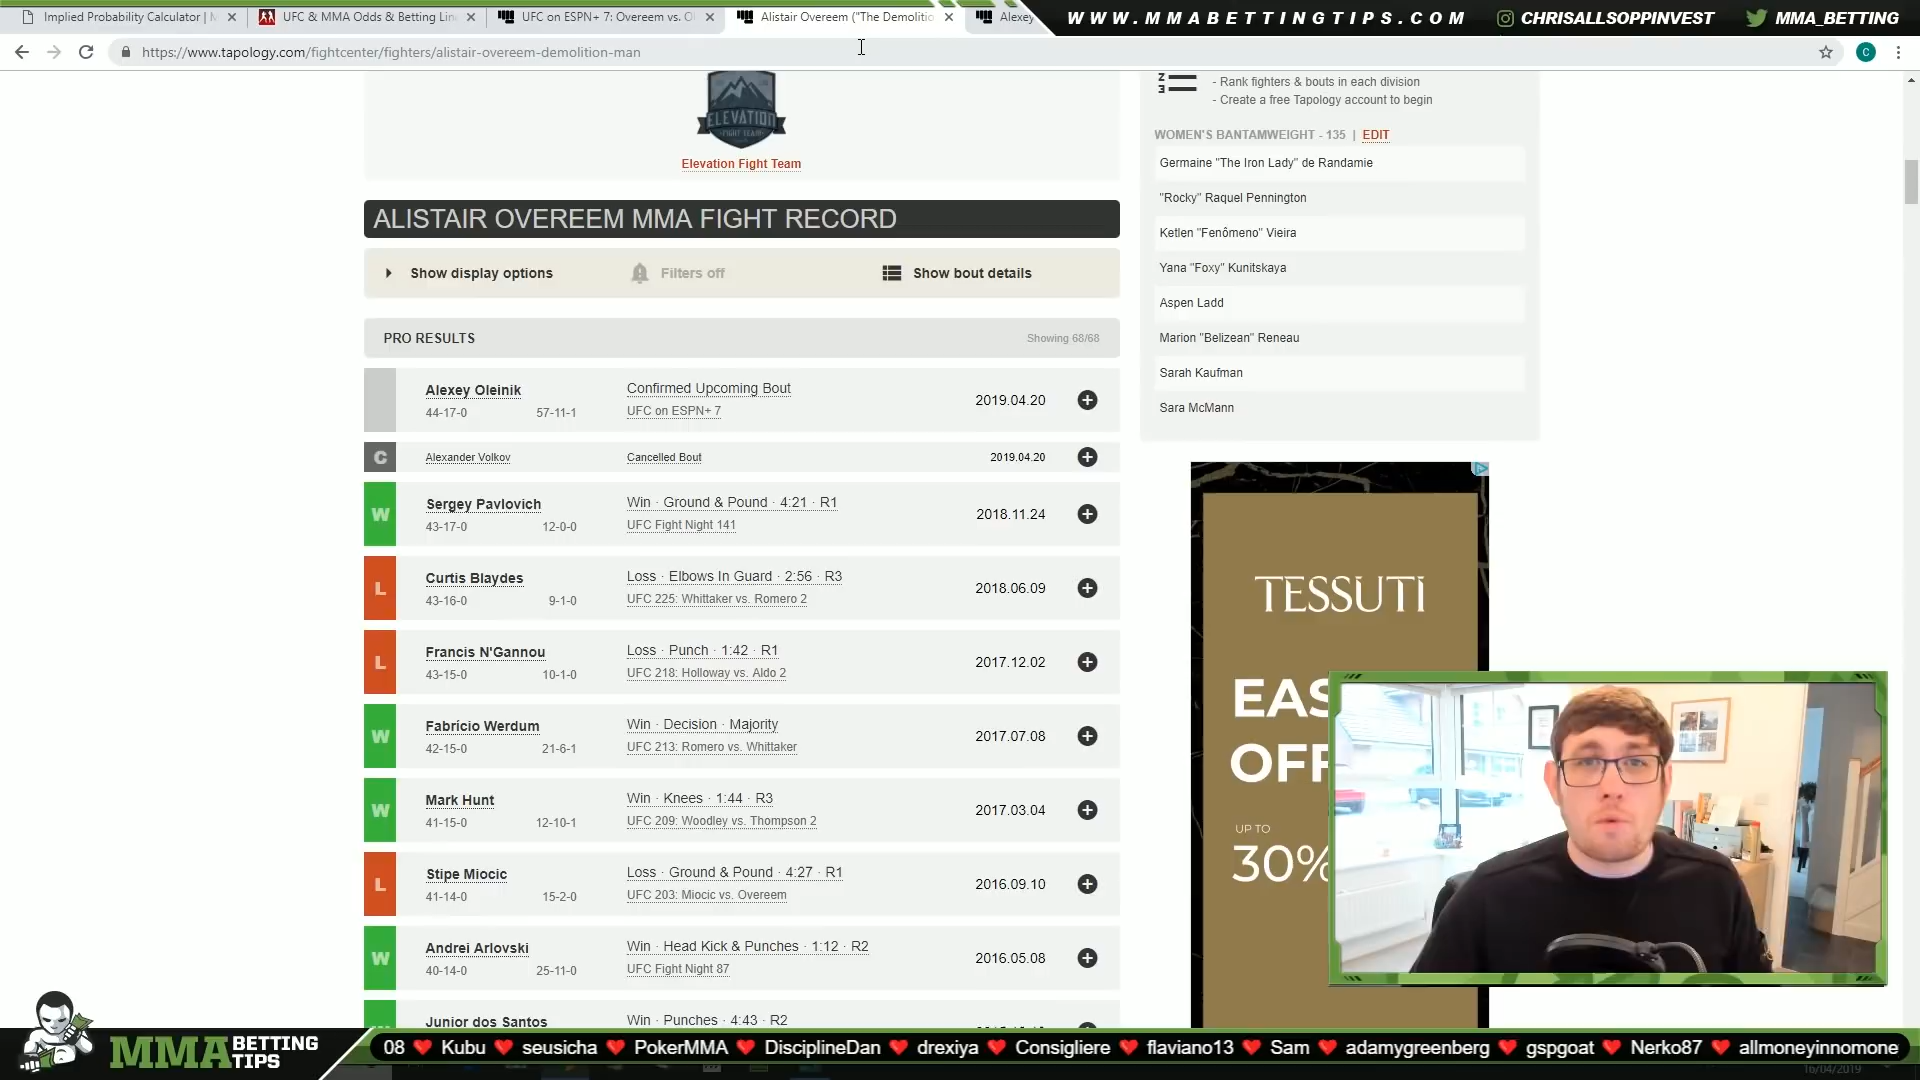 Implied Probability Calculator |
UFC & MMA Odds & Betting Lin
UFC on ESPN+ 7: Overeem vs. O
Alistair Overeem ("The Demolitio
Alexey
WWW.MMABETTINGTIPS.COM
CHRISALLSOPPINVEST
MMA_BETTING
https://www.tapology.com/fightcenter/fighters/alistair-overeem-demolition-man
C
ELEVATION
FIGHT TEAM
Elevation Fight Team
- Rank fighters & bouts in each division
- Create a free Tapology account to begin
WOMEN'S BANTAMWEIGHT - 135 | EDIT
Germaine "The Iron Lady" de Randamie
"Rocky" Raquel Pennington
Ketlen "Fenômeno" Vieira
Yana "Foxy" Kunitskaya
Aspen Ladd
Marion "Belizean" Reneau
Sarah Kaufman
Sara McMann
ALISTAIR OVEREEM MMA FIGHT RECORD
Show display options
Filters off
Show bout details
PRO RESULTS
Showing 68/68
Alexey Oleinik
Confirmed Upcoming Bout
2019.04.20
44-17-0
57-11-1
UFC on ESPN+ 7
C
Alexander Volkov
Cancelled Bout
2019.04.20
W
Sergey Pavlovich
Win · Ground & Pound · 4:21 · R1
2018.11.24
43-17-0
12-0-0
UFC Fight Night 141
L
Curtis Blaydes
Loss · Elbows In Guard · 2:56 · R3
2018.06.09
43-16-0
9-1-0
UFC 225: Whittaker vs. Romero 2
L
Francis N'Gannou
Loss · Punch · 1:42 · R1
2017.12.02
43-15-0
10-1-0
UFC 218: Holloway vs. Aldo 2
W
Fabrício Werdum
Win · Decision · Majority
2017.07.08
42-15-0
21-6-1
UFC 213: Romero vs. Whittaker
W
Mark Hunt
Win · Knees · 1:44 · R3
2017.03.04
41-15-0
12-10-1
UFC 209: Woodley vs. Thompson 2
L
Stipe Miocic
Loss · Ground & Pound · 4:27 · R1
2016.09.10
41-14-0
15-2-0
UFC 203: Miocic vs. Overeem
W
Andrei Arlovski
Win · Head Kick & Punches · 1:12 · R2
2016.05.08
40-14-0
25-11-0
UFC Fight Night 87
Junior dos Santos
Win · Punches · 4:43 · R2
TESSUTI
EAS
OFF
UP TO
30%
MMA BETTING TIPS
08 ❤ Kubu ❤ seusicha ❤ PokerMMA ❤ DisciplineDan ❤ drexiya ❤ Consigliere ❤ flaviano13 ❤ Sam ❤ adamygreenberg ❤ gspgoat ❤ Nerko87 ❤ allmoneyinnomone
16/04/2019